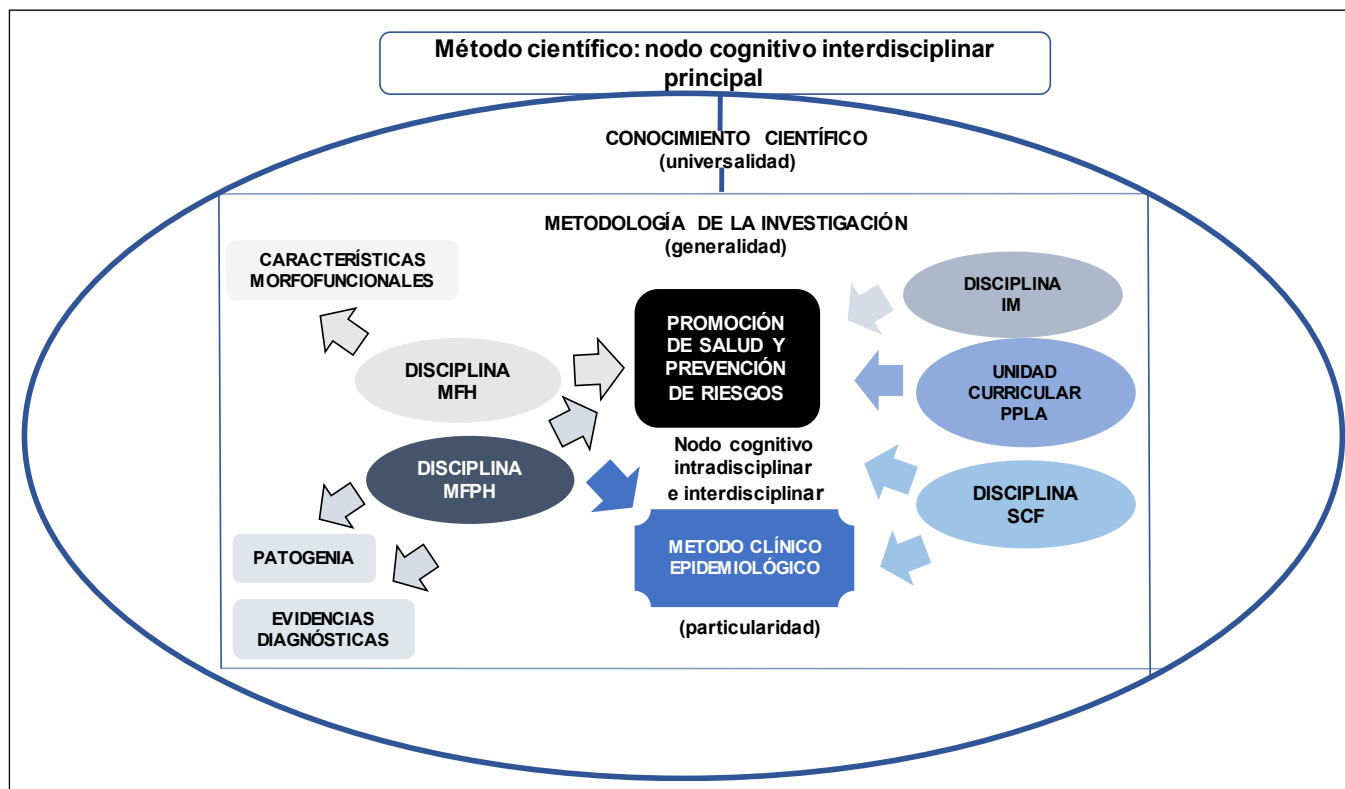 Método científico: nodo cognitivo interdisciplinar
principal
CONOCIMIENTO CIENTÍFICO
(universalidad)
METODOLOGÍA DE LA INVESTIGACIÓN
(generalidad)
CARACTERÍSTICAS
MORFOFUNCIONALES
DISCIPLINA
MFH
DISCIPLINA
MFPH
PATOGENIA
EVIDENCIAS
DIAGNÓSTICAS
PROMOCIÓN
DE SALUD Y
PREVENCIÓN
DE RIESGOS
Nodo cognitivo
intradisciplinar
e interdisciplinar
METODO CLÍNICO
EPIDEMIOLÓGICO
(particularidad)
DISCIPLINA
IM
UNIDAD
CURRICULAR
PPLA
DISCIPLINA
SCF